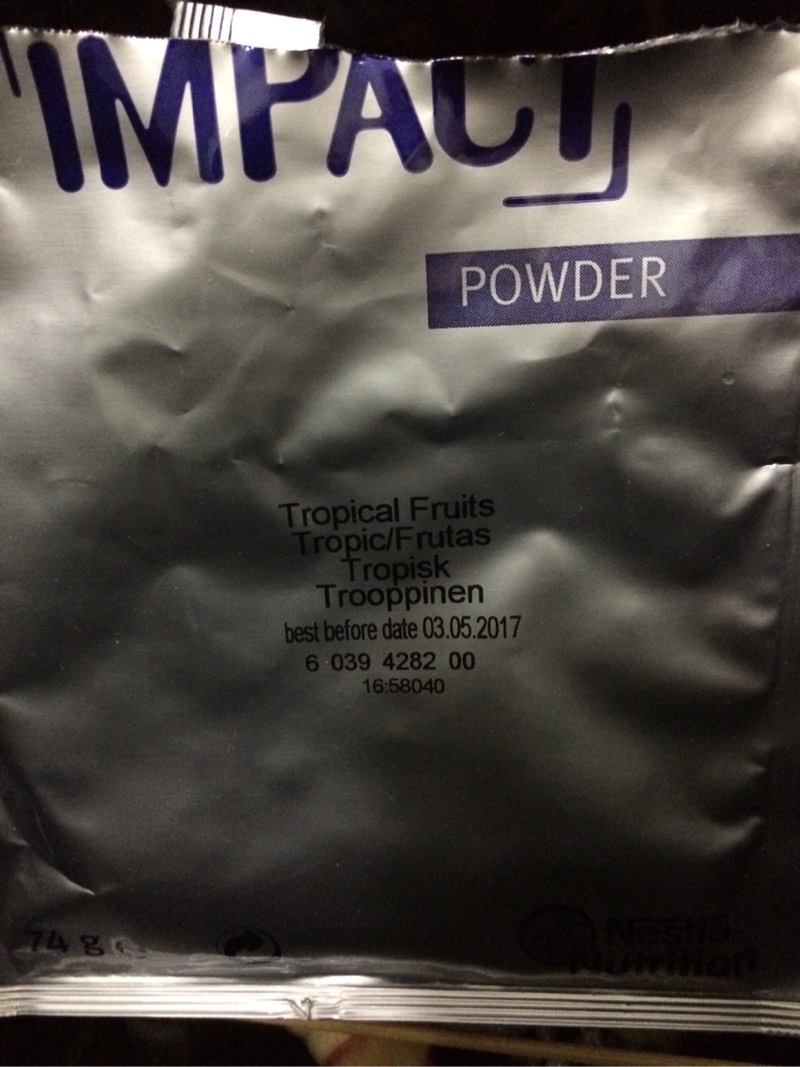 IMPACT
POWDER
Tropical Fruits
Tropic/Frutas
Tropisk
Trooppinen
best before date 03.05.2017
6 039 4282 00
16:58040
74 g e
Nestlé
Nutrition